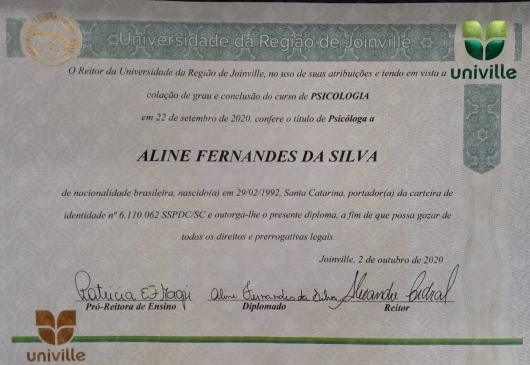 Universidade da Região de Joinville
univille
O Reitor da Universidade da Região de Joinville, no uso de suas atribuições e tendo em vista a
colação de grau e conclusão do curso de PSICOLOGIA
em 22 de setembro de 2020, confere o título de Psicóloga a
ALINE FERNANDES DA SILVA
de nacionalidade brasileira, nascido(a) em 29/02/1992, Santa Catarina, portador(a) da carteira de
identidade nº 6.110.062 SSPDC/SC e outorga-lhe o presente diploma, a fim de que possa gozar de
todos os direitos e prerrogativas legais.
Joinville, 2 de outubro de 2020
Aline Fernandes da Silva
Pró-Reitora de Ensino Diplomado Reitor
univille